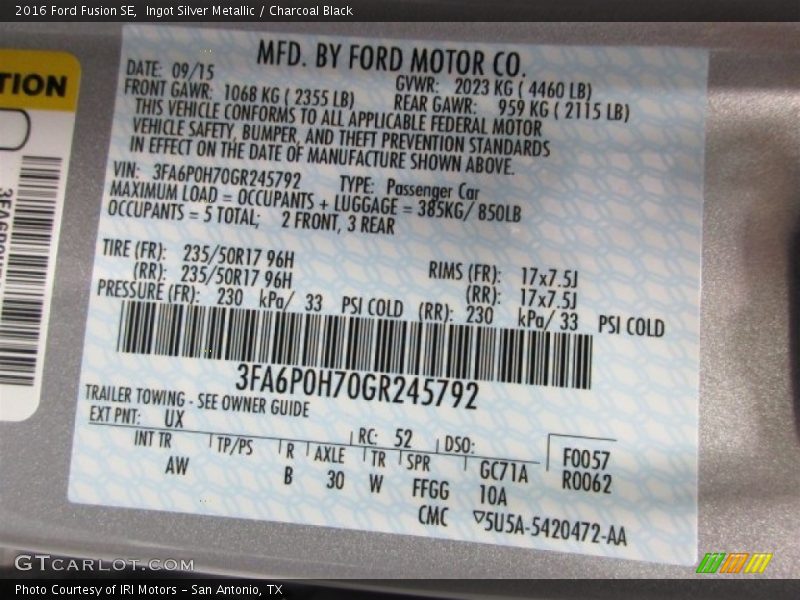 2016 Ford Fusion SE,  Ingot Silver Metallic / Charcoal Black
TION
MFD. BY FORD MOTOR CO.
DATE: 09/15 GVWR: 2023 KG ( 4460 LB)
FRONT GAWR: 1068 KG ( 2355 LB) REAR GAWR: 959 KG ( 2115 LB)
THIS VEHICLE CONFORMS TO ALL APPLICABLE FEDERAL MOTOR
VEHICLE SAFETY, BUMPER, AND THEFT PREVENTION STANDARDS
IN EFFECT ON THE DATE OF MANUFACTURE SHOWN ABOVE.
VIN: 3FA6P0H70GR245792 TYPE: Passenger Car
MAXIMUM LOAD = OCCUPANTS + LUGGAGE = 385KG/ 850LB
OCCUPANTS = 5 TOTAL; 2 FRONT, 3 REAR
TIRE (FR): 235/50R17 96H RIMS (FR): 17x7.5J
(RR): 235/50R17 96H (RR): 17x7.5J
PRESSURE (FR): 230 kPa/ 33 PSI COLD (RR): 230 kPa/ 33 PSI COLD
3FA6P0H70GR245792
TRAILER TOWING - SEE OWNER GUIDE
EXT PNT: UX RC: 52 DSO: F0057
INT TR TP/PS R AXLE TR SPR GC71A R0062
AW B 30 W FFGG 10A
CMC ▽5U5A-5420472-AA
GTCARLOT.COM
Photo Courtesy of IRI Motors – San Antonio, TX